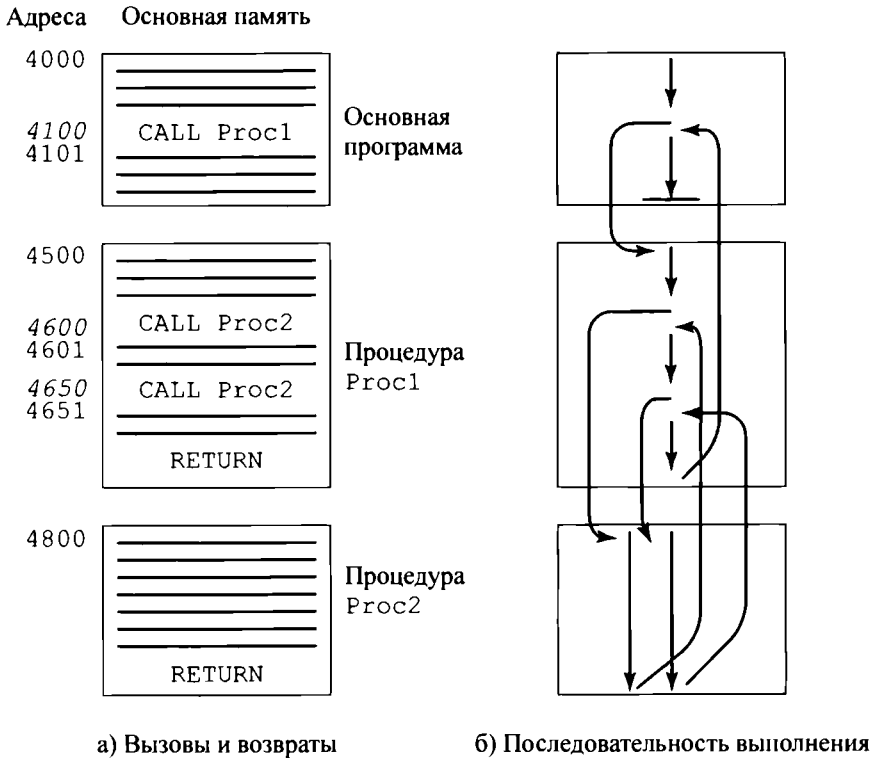 Адреса Основная память
4000
4100
4101
CALL Proc1
Основная
программа
4500
4600
4601
CALL Proc2
4650
4651
CALL Proc2
RETURN
Процедура
Proc1
4800
RETURN
Процедура
Proc2
а) Вызовы и возвраты
б) Последовательность выполнения